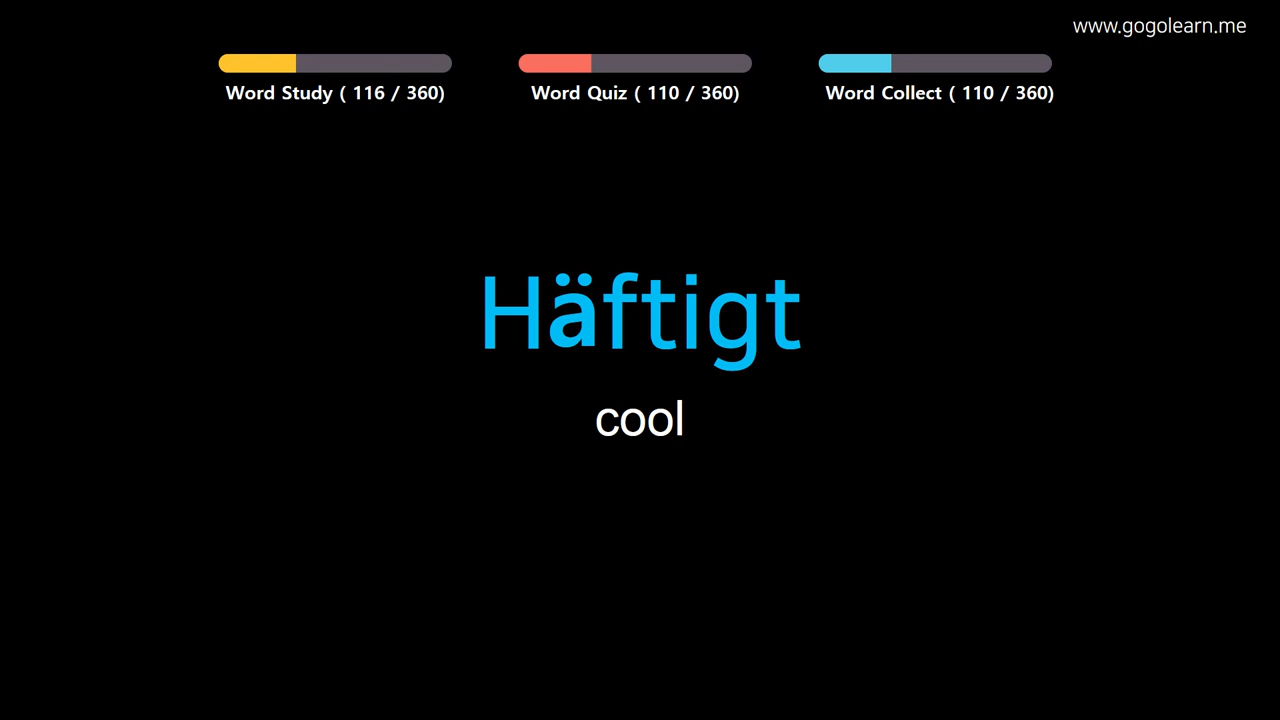 www.gogolearn.me
Word Study ( 116 / 360)
Word Quiz ( 110 / 360)
Word Collect ( 110 / 360)
Häftigt
cool